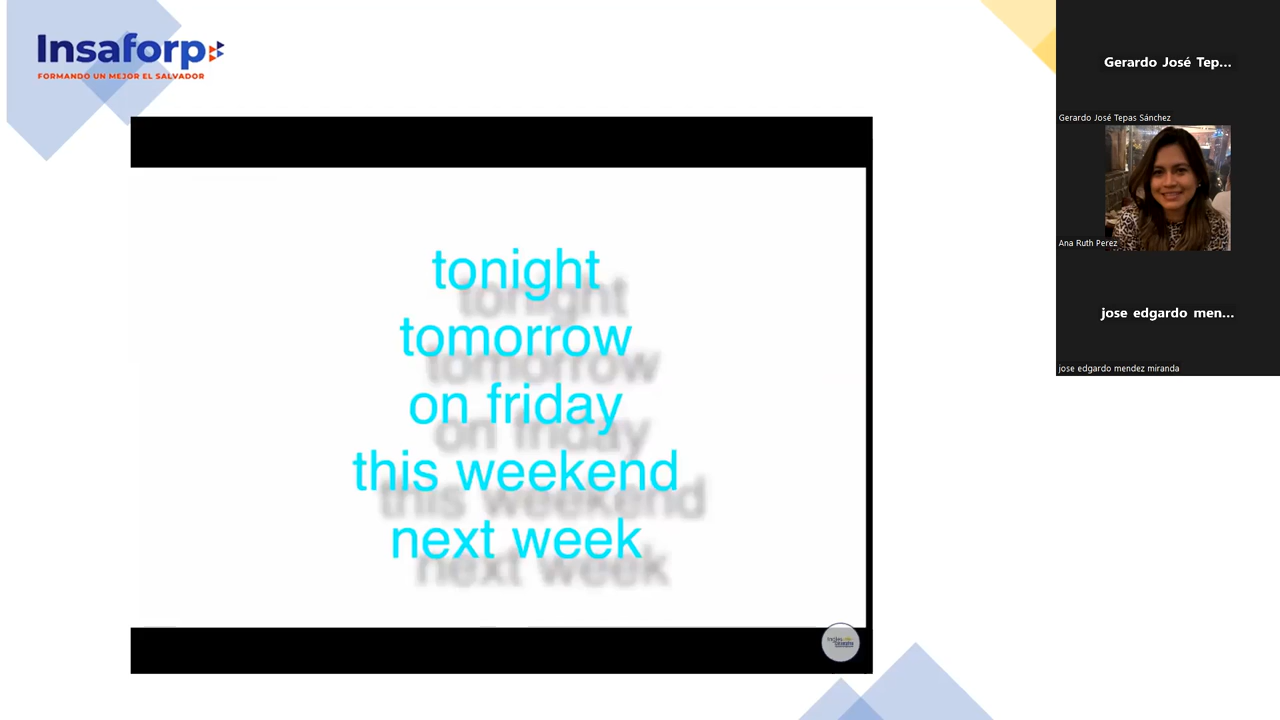 Insaforp
FORMANDO UN MEJOR EL SALVADOR
tonight
tomorrow
on friday
this weekend
next week
Gerardo José Tep...
Gerardo José Tepas Sánchez
Ana Ruth Perez
jose edgardo men...
jose edgardo mendez miranda